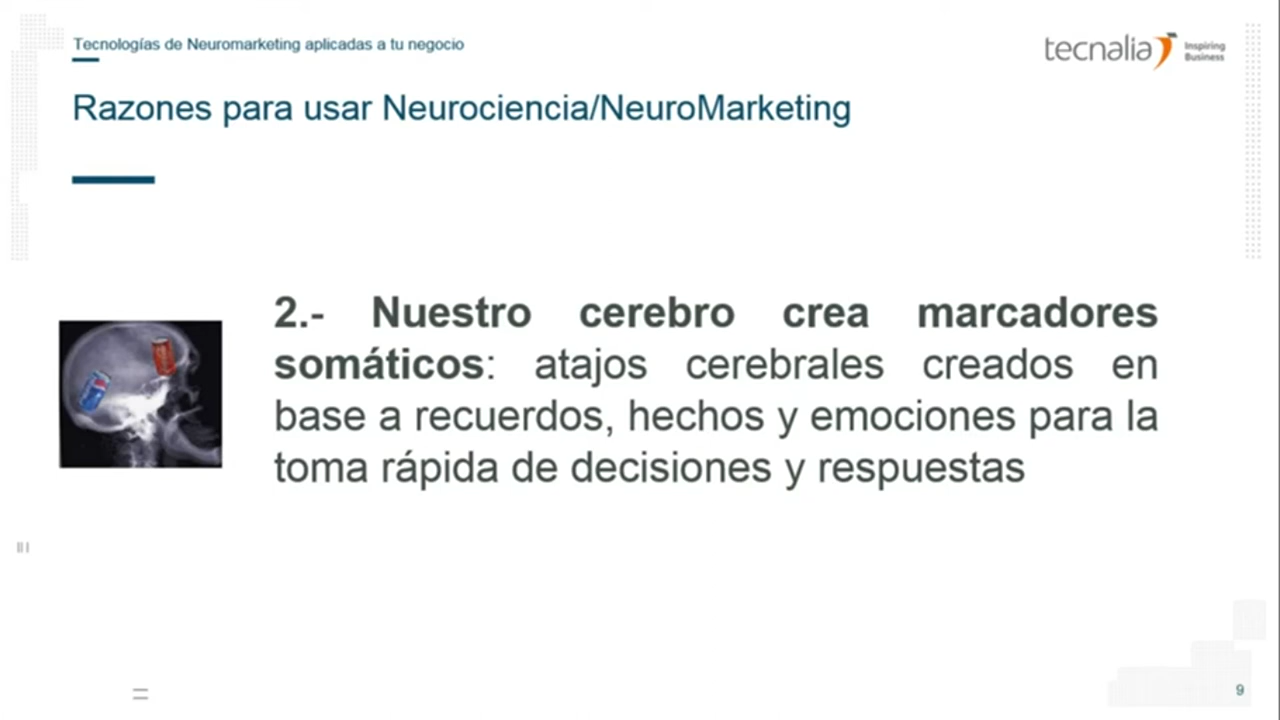 Tecnologías de Neuromarketing aplicadas a tu negocio
tecnalia
Inspiring
Business
Razones para usar Neurociencia/NeuroMarketing
2.- Nuestro cerebro crea marcadores
somáticos: atajos cerebrales creados en
base a recuerdos, hechos y emociones para la
toma rápida de decisiones y respuestas
9